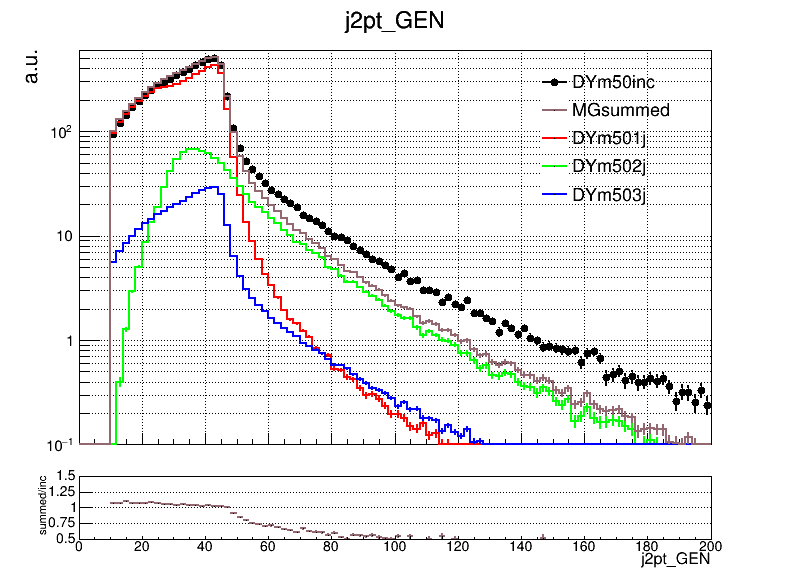 j2pt_GEN
a.u.
DYm50inc
MGsummed
DYm501j
DYm502j
DYm503j
10²
10
1
10⁻¹
summed/inc
1.5
1.25
1
0.75
0.5
0 20 40 60 80 100 120 140 160 180 200
j2pt_GEN